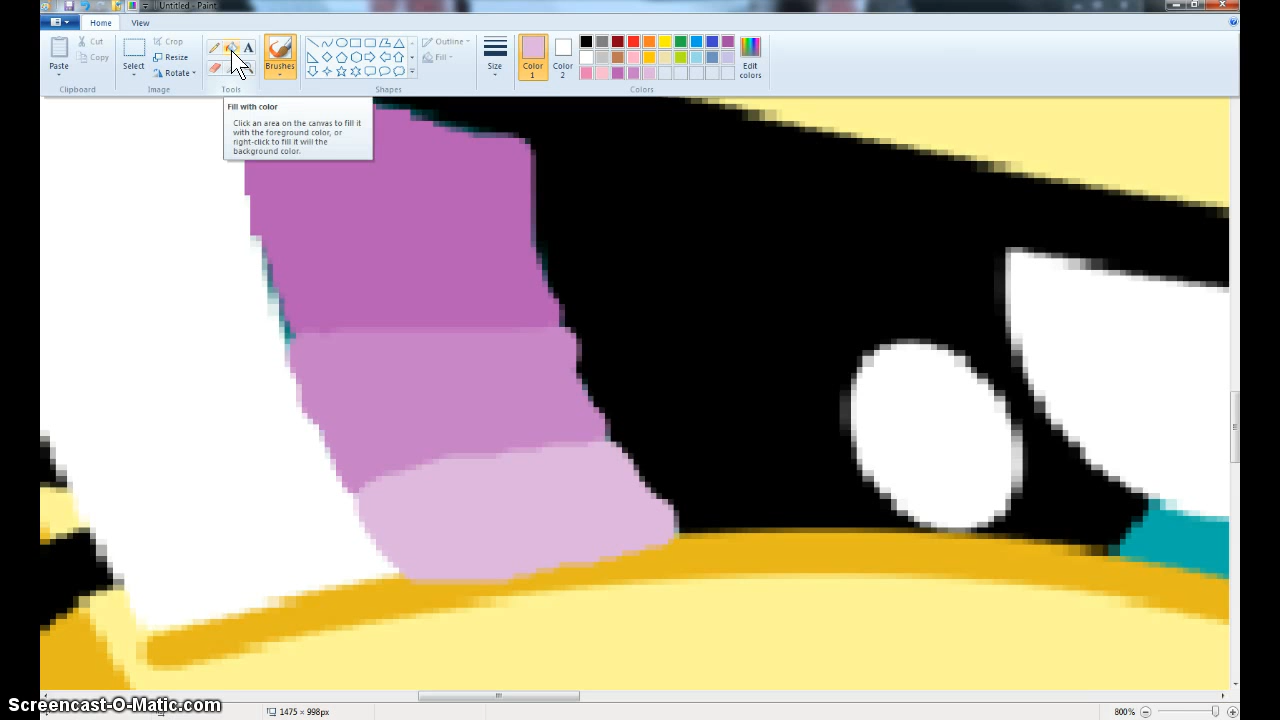 Untitled - Paint
Home View
Paste
Cut
Copy
Clipboard
Select
Crop
Resize
Rotate
Image
A
Tools
Brushes
Outline
Fill
Shapes
Size
Color 1
Color 2
Edit colors
Colors
Fill with color
Click an area on the canvas to fill it
with the foreground color, or
right-click to fill it will the
background color.
Screencast-O-Matic.com
1475 × 998px
800%